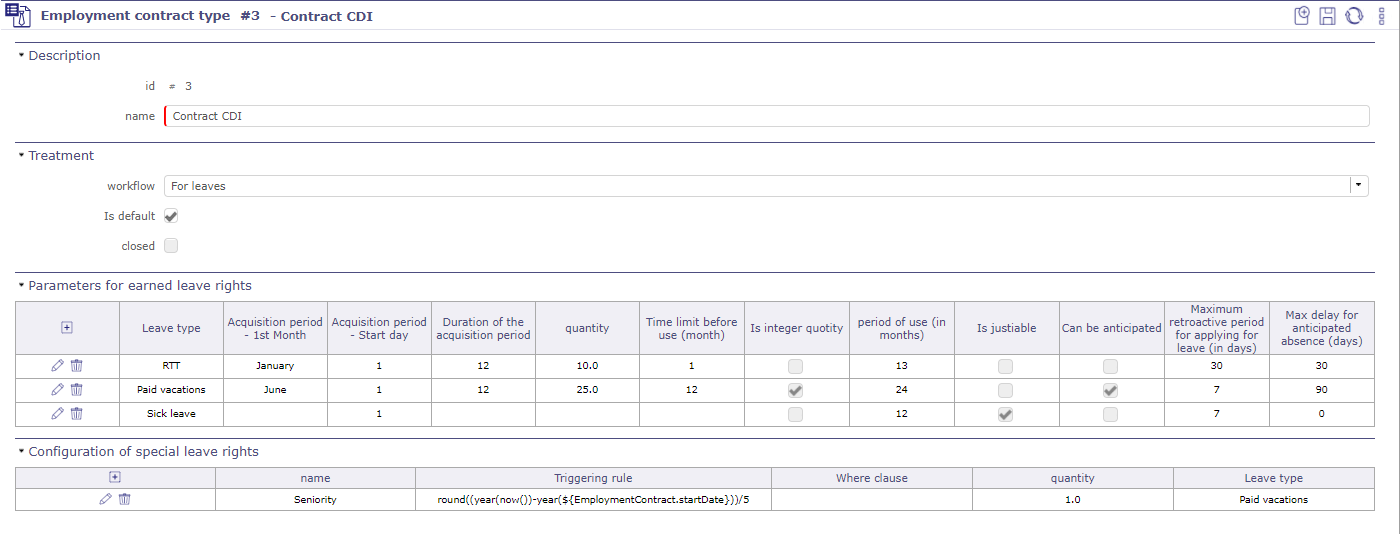 Employment contract type #3 - Contract CDI
Description
id # 3
name Contract CDI
Treatment
workflow For leaves
Is default
closed
Parameters for earned leave rights
Leave type
Acquisition period
- 1st Month
Acquisition period
- Start day
Duration of the
acquisition period
quantity
Time limit before
use (month)
Is integer quotity
period of use (in
months)
Is justiable
Can be anticipated
Maximum
retroactive period
for applying for
leave (in days)
Max delay for
anticipated
absence (days)
RTT January 1 12 10.0 1 13 30 30
Paid vacations June 1 12 25.0 12 24 7 90
Sick leave 1 12 7 0
Configuration of special leave rights
name Triggering rule Where clause quantity Leave type
Seniority round((year(now())-year(${EmploymentContract.startDate}))/5 1.0 Paid vacations